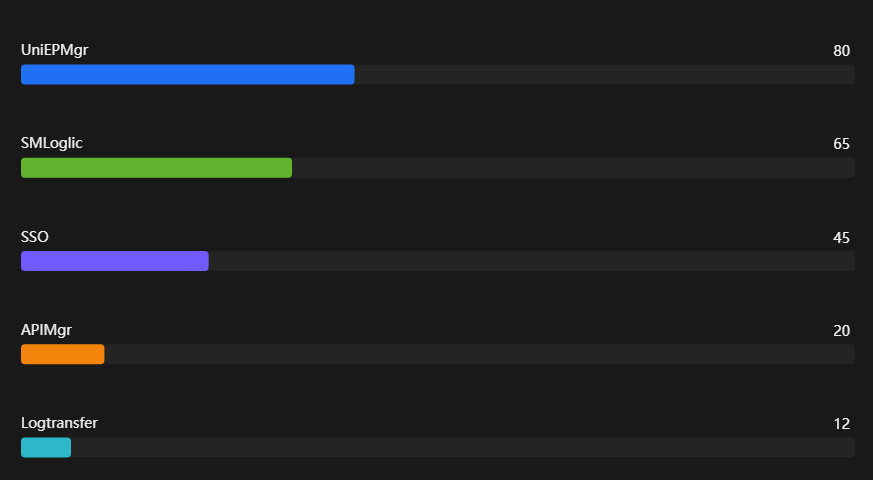 UniEPMgr 80
SMLoglic 65
SSO 45
APIMgr 20
Logtransfer 12